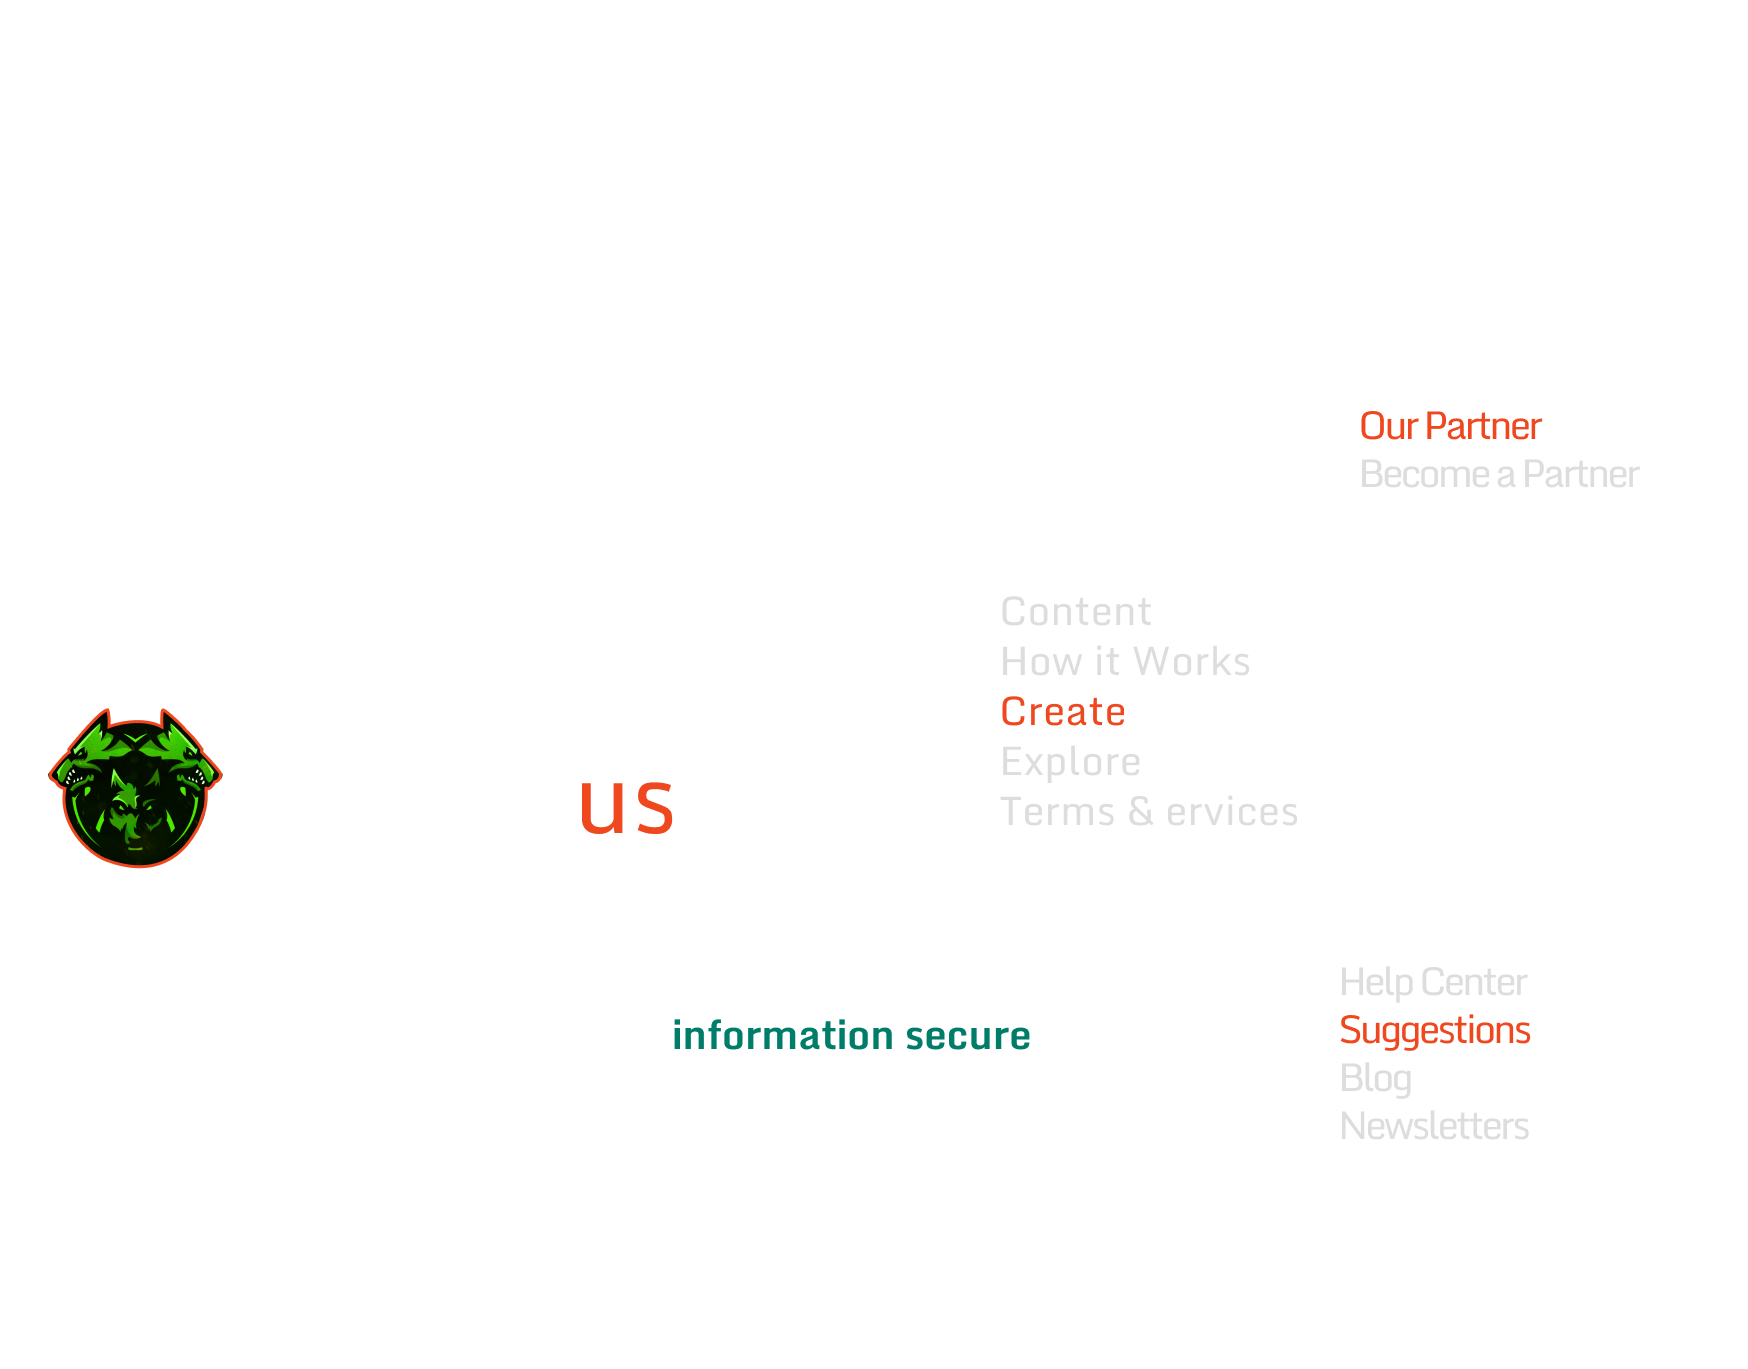 Our Partner
Become a Partner
Content
How it Works
Create
Explore
Terms & ervices
us
information secure
Help Center
Suggestions
Blog
Newsletters